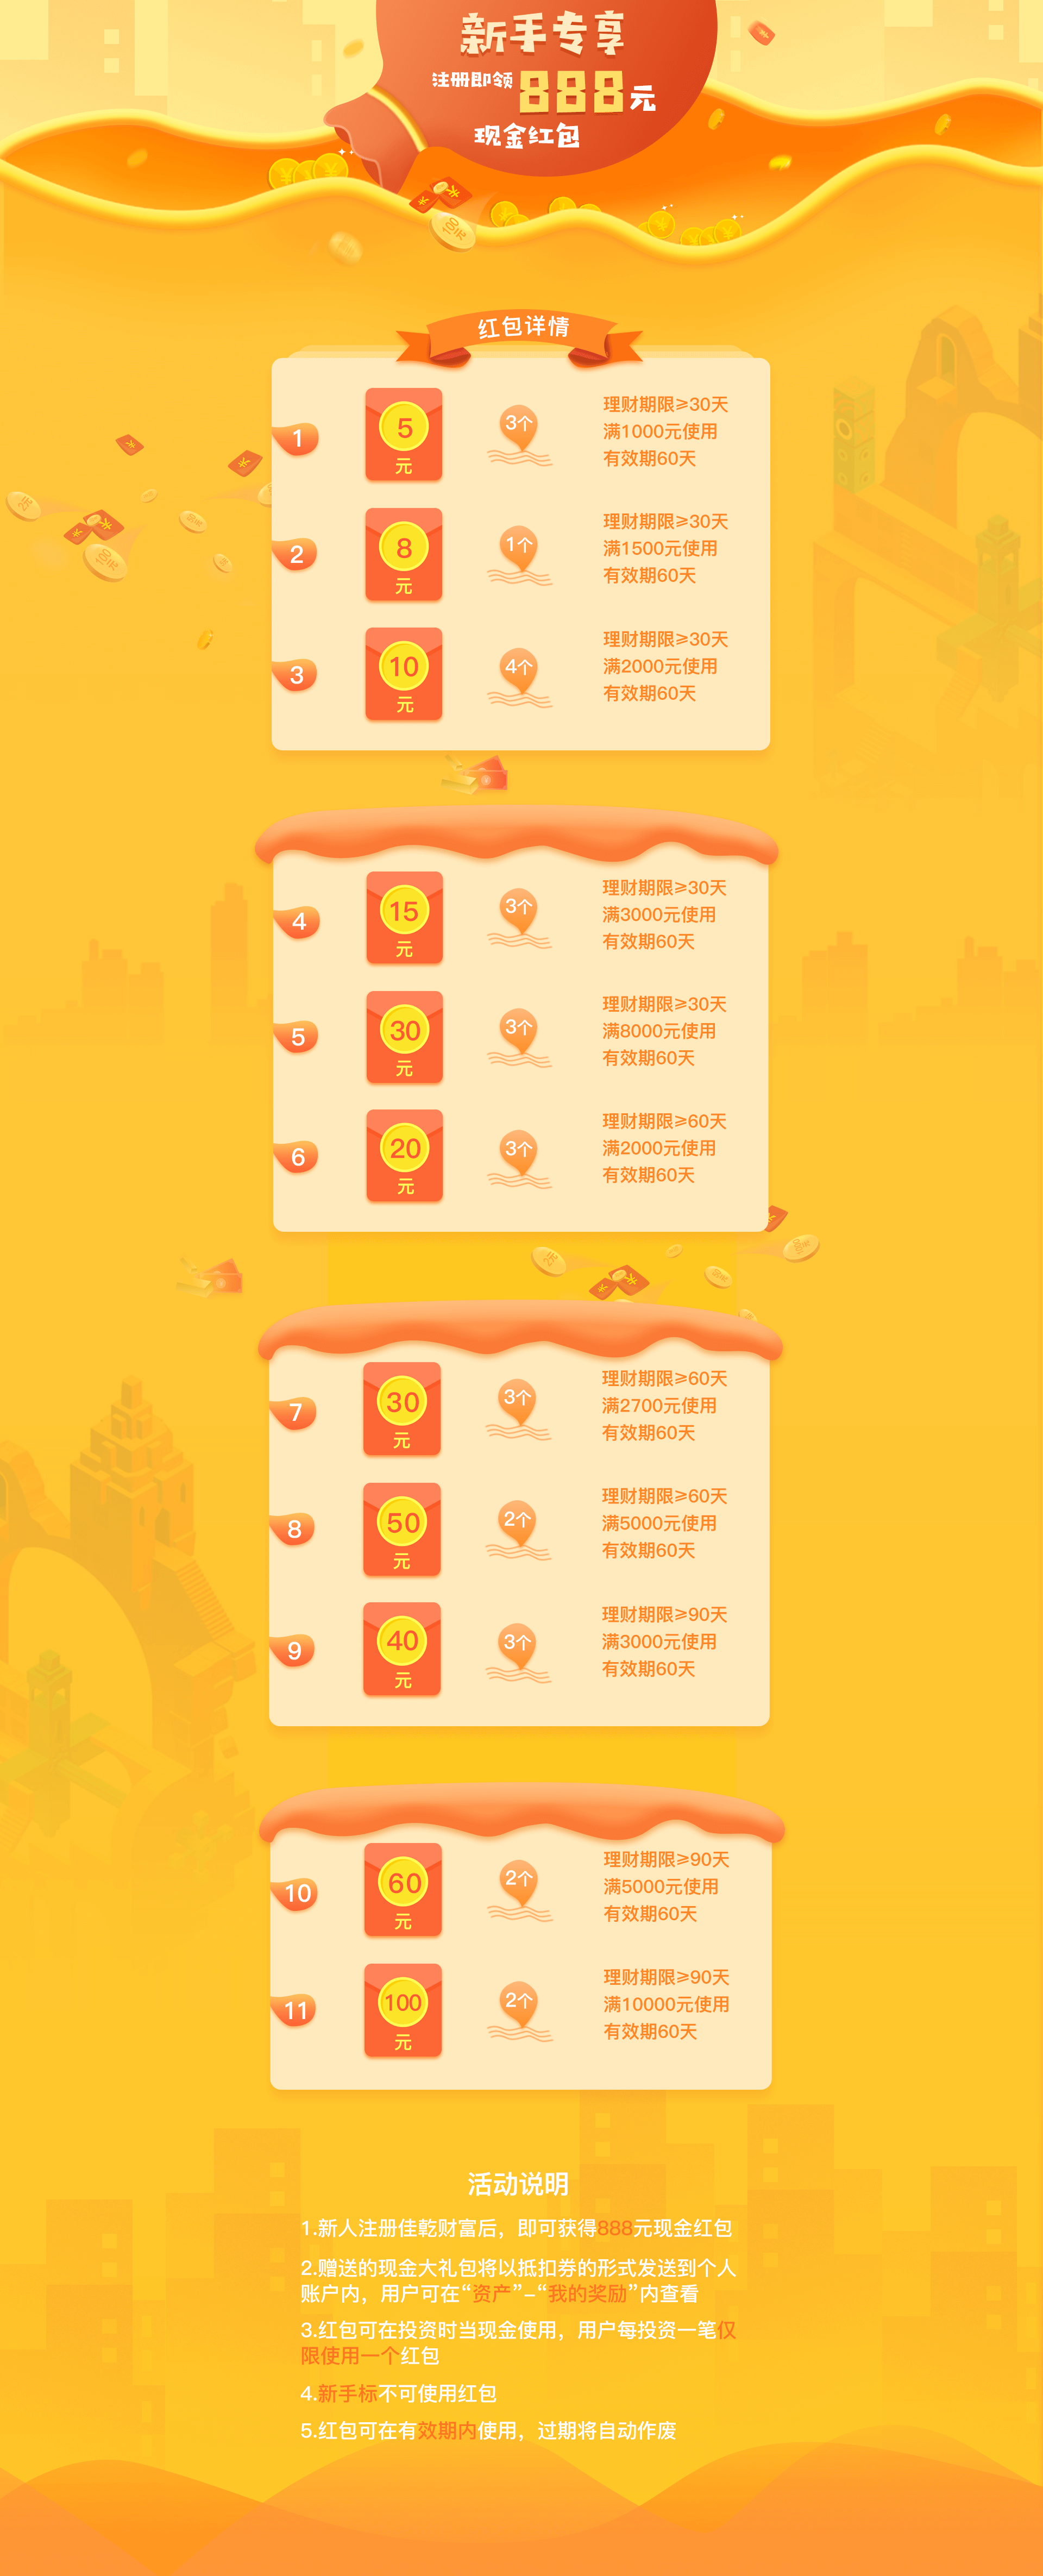 新手专享
注册即领888元
现金红包
红包详情
1
5
元
3个
理财期限≥30天
满1000元使用
有效期60天
2
8
元
1个
理财期限≥30天
满1500元使用
有效期60天
3
10
元
4个
理财期限≥30天
满2000元使用
有效期60天
4
15
元
3个
理财期限≥30天
满3000元使用
有效期60天
5
30
元
3个
理财期限≥30天
满8000元使用
有效期60天
6
20
元
3个
理财期限≥60天
满2000元使用
有效期60天
7
30
元
3个
理财期限≥60天
满2700元使用
有效期60天
8
50
元
2个
理财期限≥60天
满5000元使用
有效期60天
9
40
元
3个
理财期限≥90天
满3000元使用
有效期60天
10
60
元
2个
理财期限≥90天
满5000元使用
有效期60天
11
100
元
2个
理财期限≥90天
满10000元使用
有效期60天
活动说明
1.新人注册佳乾财富后，即可获得888元现金红包
2.赠送的现金大礼包将以抵扣券的形式发送到个人
账户内，用户可在“资产”–“我的奖励”内查看
3.红包可在投资时当现金使用，用户每投资一笔仅
限使用一个红包
4.新手标不可使用红包
5.红包可在有效期内使用，过期将自动作废